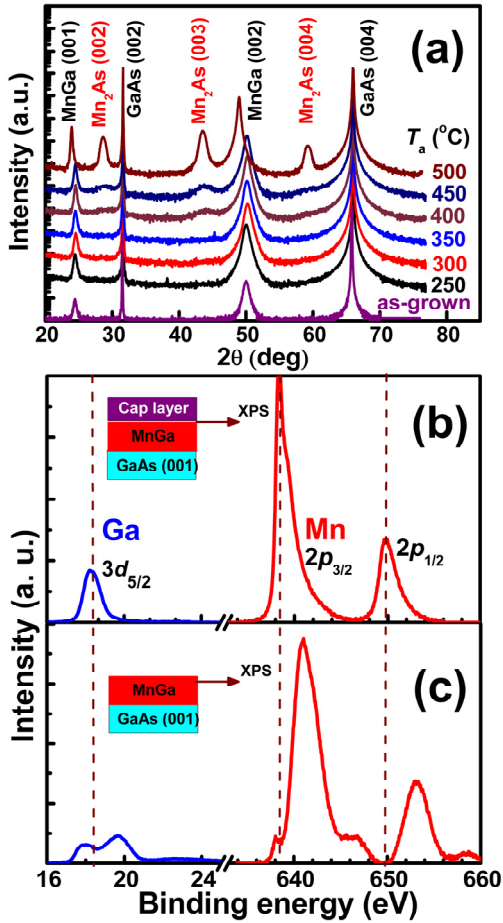 (a)
MnGa (001)
Mn₂As (002)
GaAs (002)
Mn₂As (003)
MnGa (002)
Mn₂As (004)
GaAs (004)
Tₐ (°C)
500
450
400
350
300
250
as-grown
Intensity (a.u.)
20 30 40 50 60 70 80
2θ (deg)
(b)
Cap layer
MnGa
GaAs (001)
XPS
Ga
3d₅/₂
Mn
2p₃/₂
2p₁/₂
Intensity (a. u.)
(c)
MnGa
GaAs (001)
XPS
16 20 24 640 650 660
Binding energy (eV)